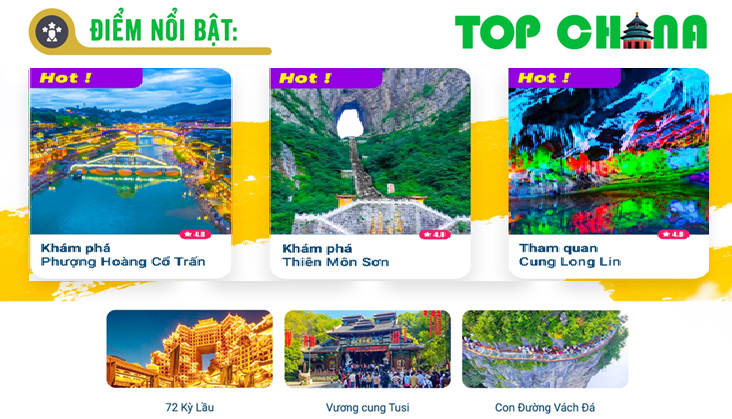 ĐIỂM NỔI BẬT:
TOP CHINA
Hot !
Hot !
Hot !
4.8
4.8
4.8
Khám phá
Phượng Hoàng Cổ Trấn
Khám phá
Thiên Môn Sơn
Tham quan
Cung Long Lin
72 Kỳ Lầu
Vương cung Tusi
Con Đường Vách Đá